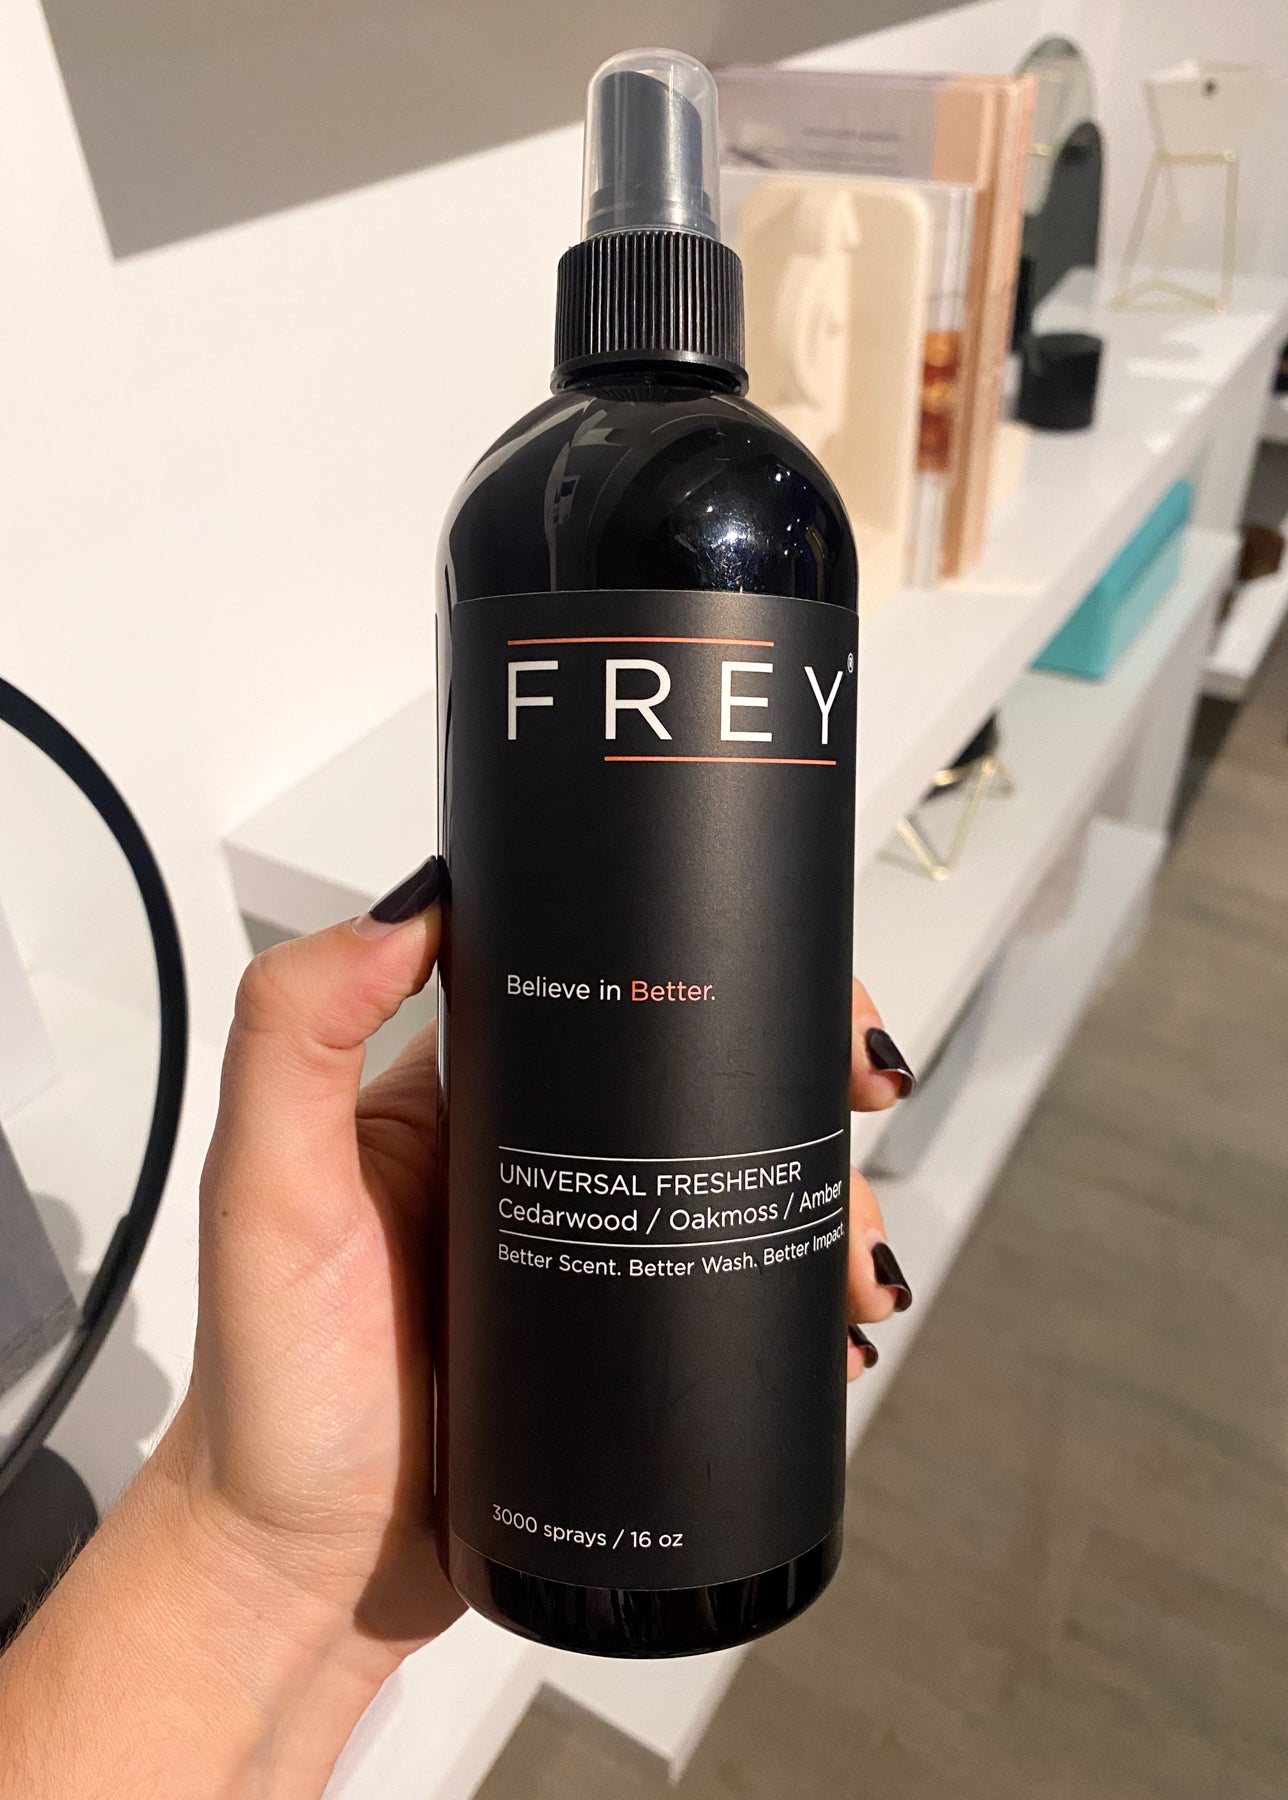 FREY®
Believe in Better.
UNIVERSAL FRESHENER
Cedarwood / Oakmoss / Amber
Better Scent. Better Wash. Better Impact.
3000 sprays / 16 oz